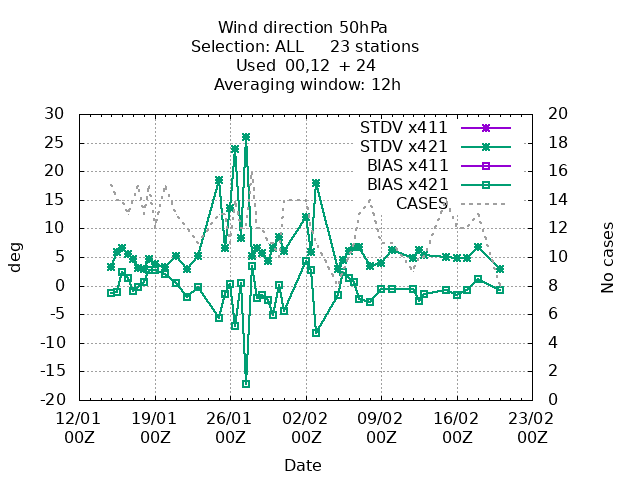 Wind direction 50hPa
Selection: ALL 23 stations
Used 00,12 + 24
Averaging window: 12h
30 20
25 18
20 16
15 14
10 12
5 10
0 8
-5 6
-10 4
-15 2
-20 0
STDV x411
STDV x421
BIAS x411
BIAS x421
CASES
deg
No cases
12/01 19/01 26/01 02/02 09/02 16/02 23/02
00Z 00Z 00Z 00Z 00Z 00Z 00Z
Date